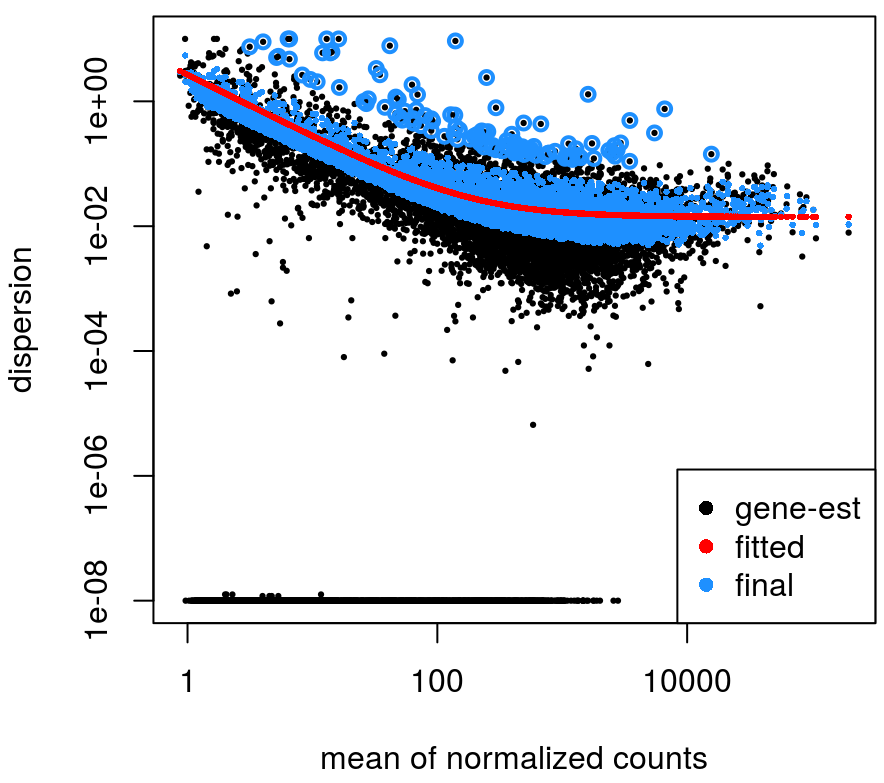 dispersion
1e+00
1e-02
1e-04
1e-06
1e-08
gene-est
fitted
final
1
100
10000
mean of normalized counts